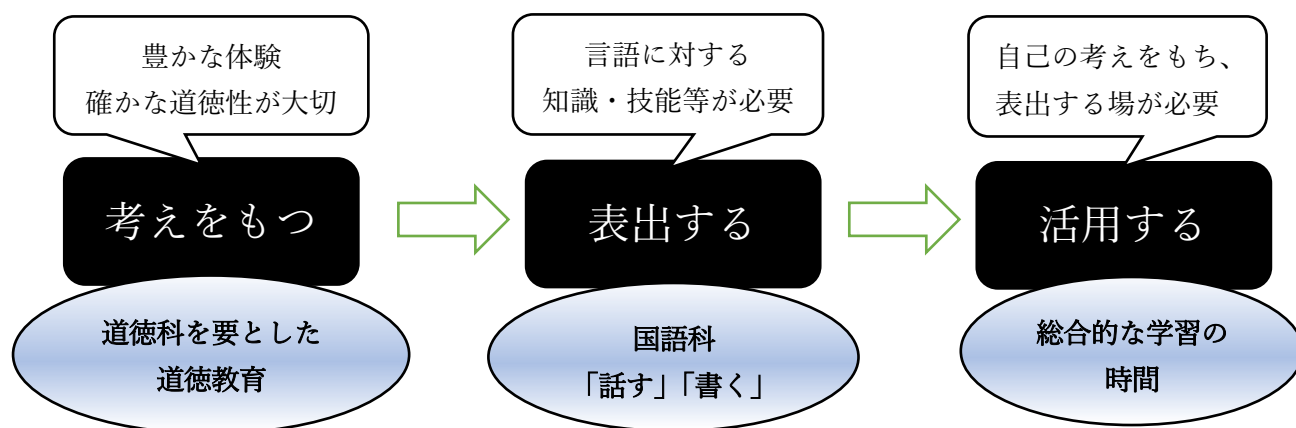 豊かな体験
確かな道徳性が大切
考えをもつ
道徳科を要とした
道徳教育
言語に対する
知識・技能等が必要
表出する
国語科
「話す」「書く」
自己の考えをもち、
表出する場が必要
活用する
総合的な学習の
時間